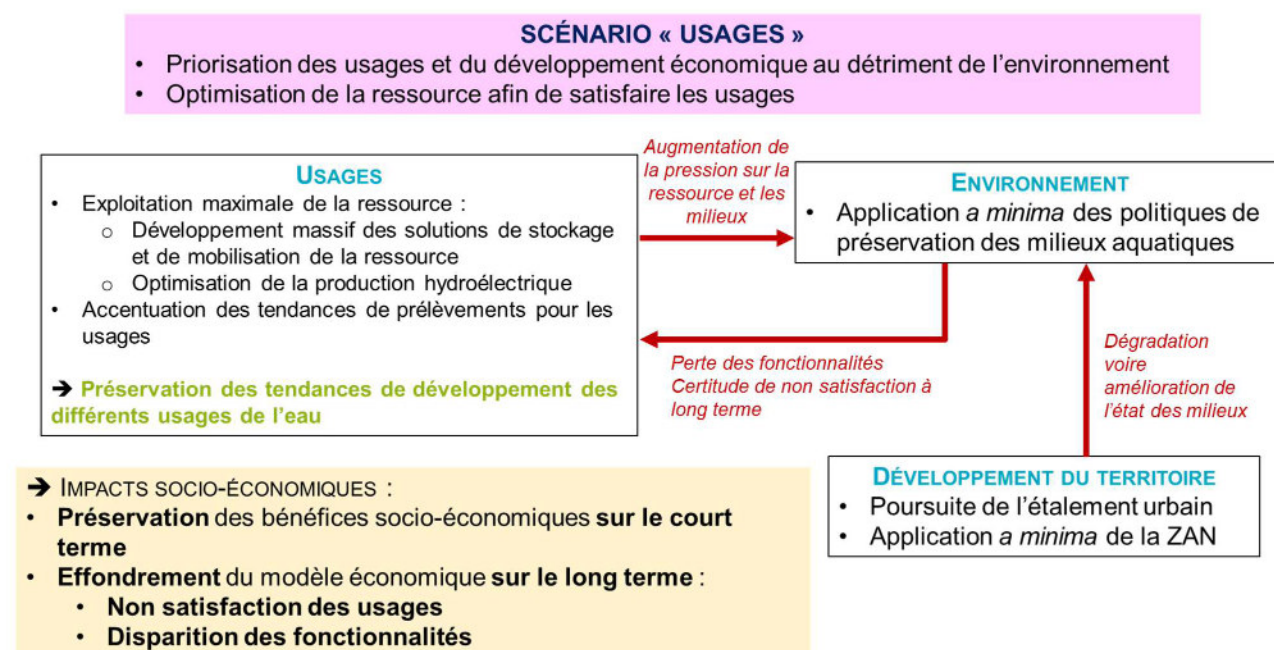 SCÉNARIO « USAGES »
• Priorisation des usages et du développement économique au détriment de l’environnement
• Optimisation de la ressource afin de satisfaire les usages
USAGES
• Exploitation maximale de la ressource :
o Développement massif des solutions de stockage
et de mobilisation de la ressource
o Optimisation de la production hydroélectrique
• Accentuation des tendances de prélèvements pour les
usages
➔ Préservation des tendances de développement des
différents usages de l’eau
Augmentation de
la pression sur la
ressource et les
milieux
ENVIRONNEMENT
• Application a minima des politiques de
préservation des milieux aquatiques
Perte des fonctionnalités
Certitude de non satisfaction à
long terme
Dégradation
voire
amélioration de
l’état des milieux
DÉVELOPPEMENT DU TERRITOIRE
• Poursuite de l’étalement urbain
• Application a minima de la ZAN
➔ IMPACTS SOCIO-ÉCONOMIQUES :
• Préservation des bénéfices socio-économiques sur le court
terme
• Effondrement du modèle économique sur le long terme :
• Non satisfaction des usages
• Disparition des fonctionnalités